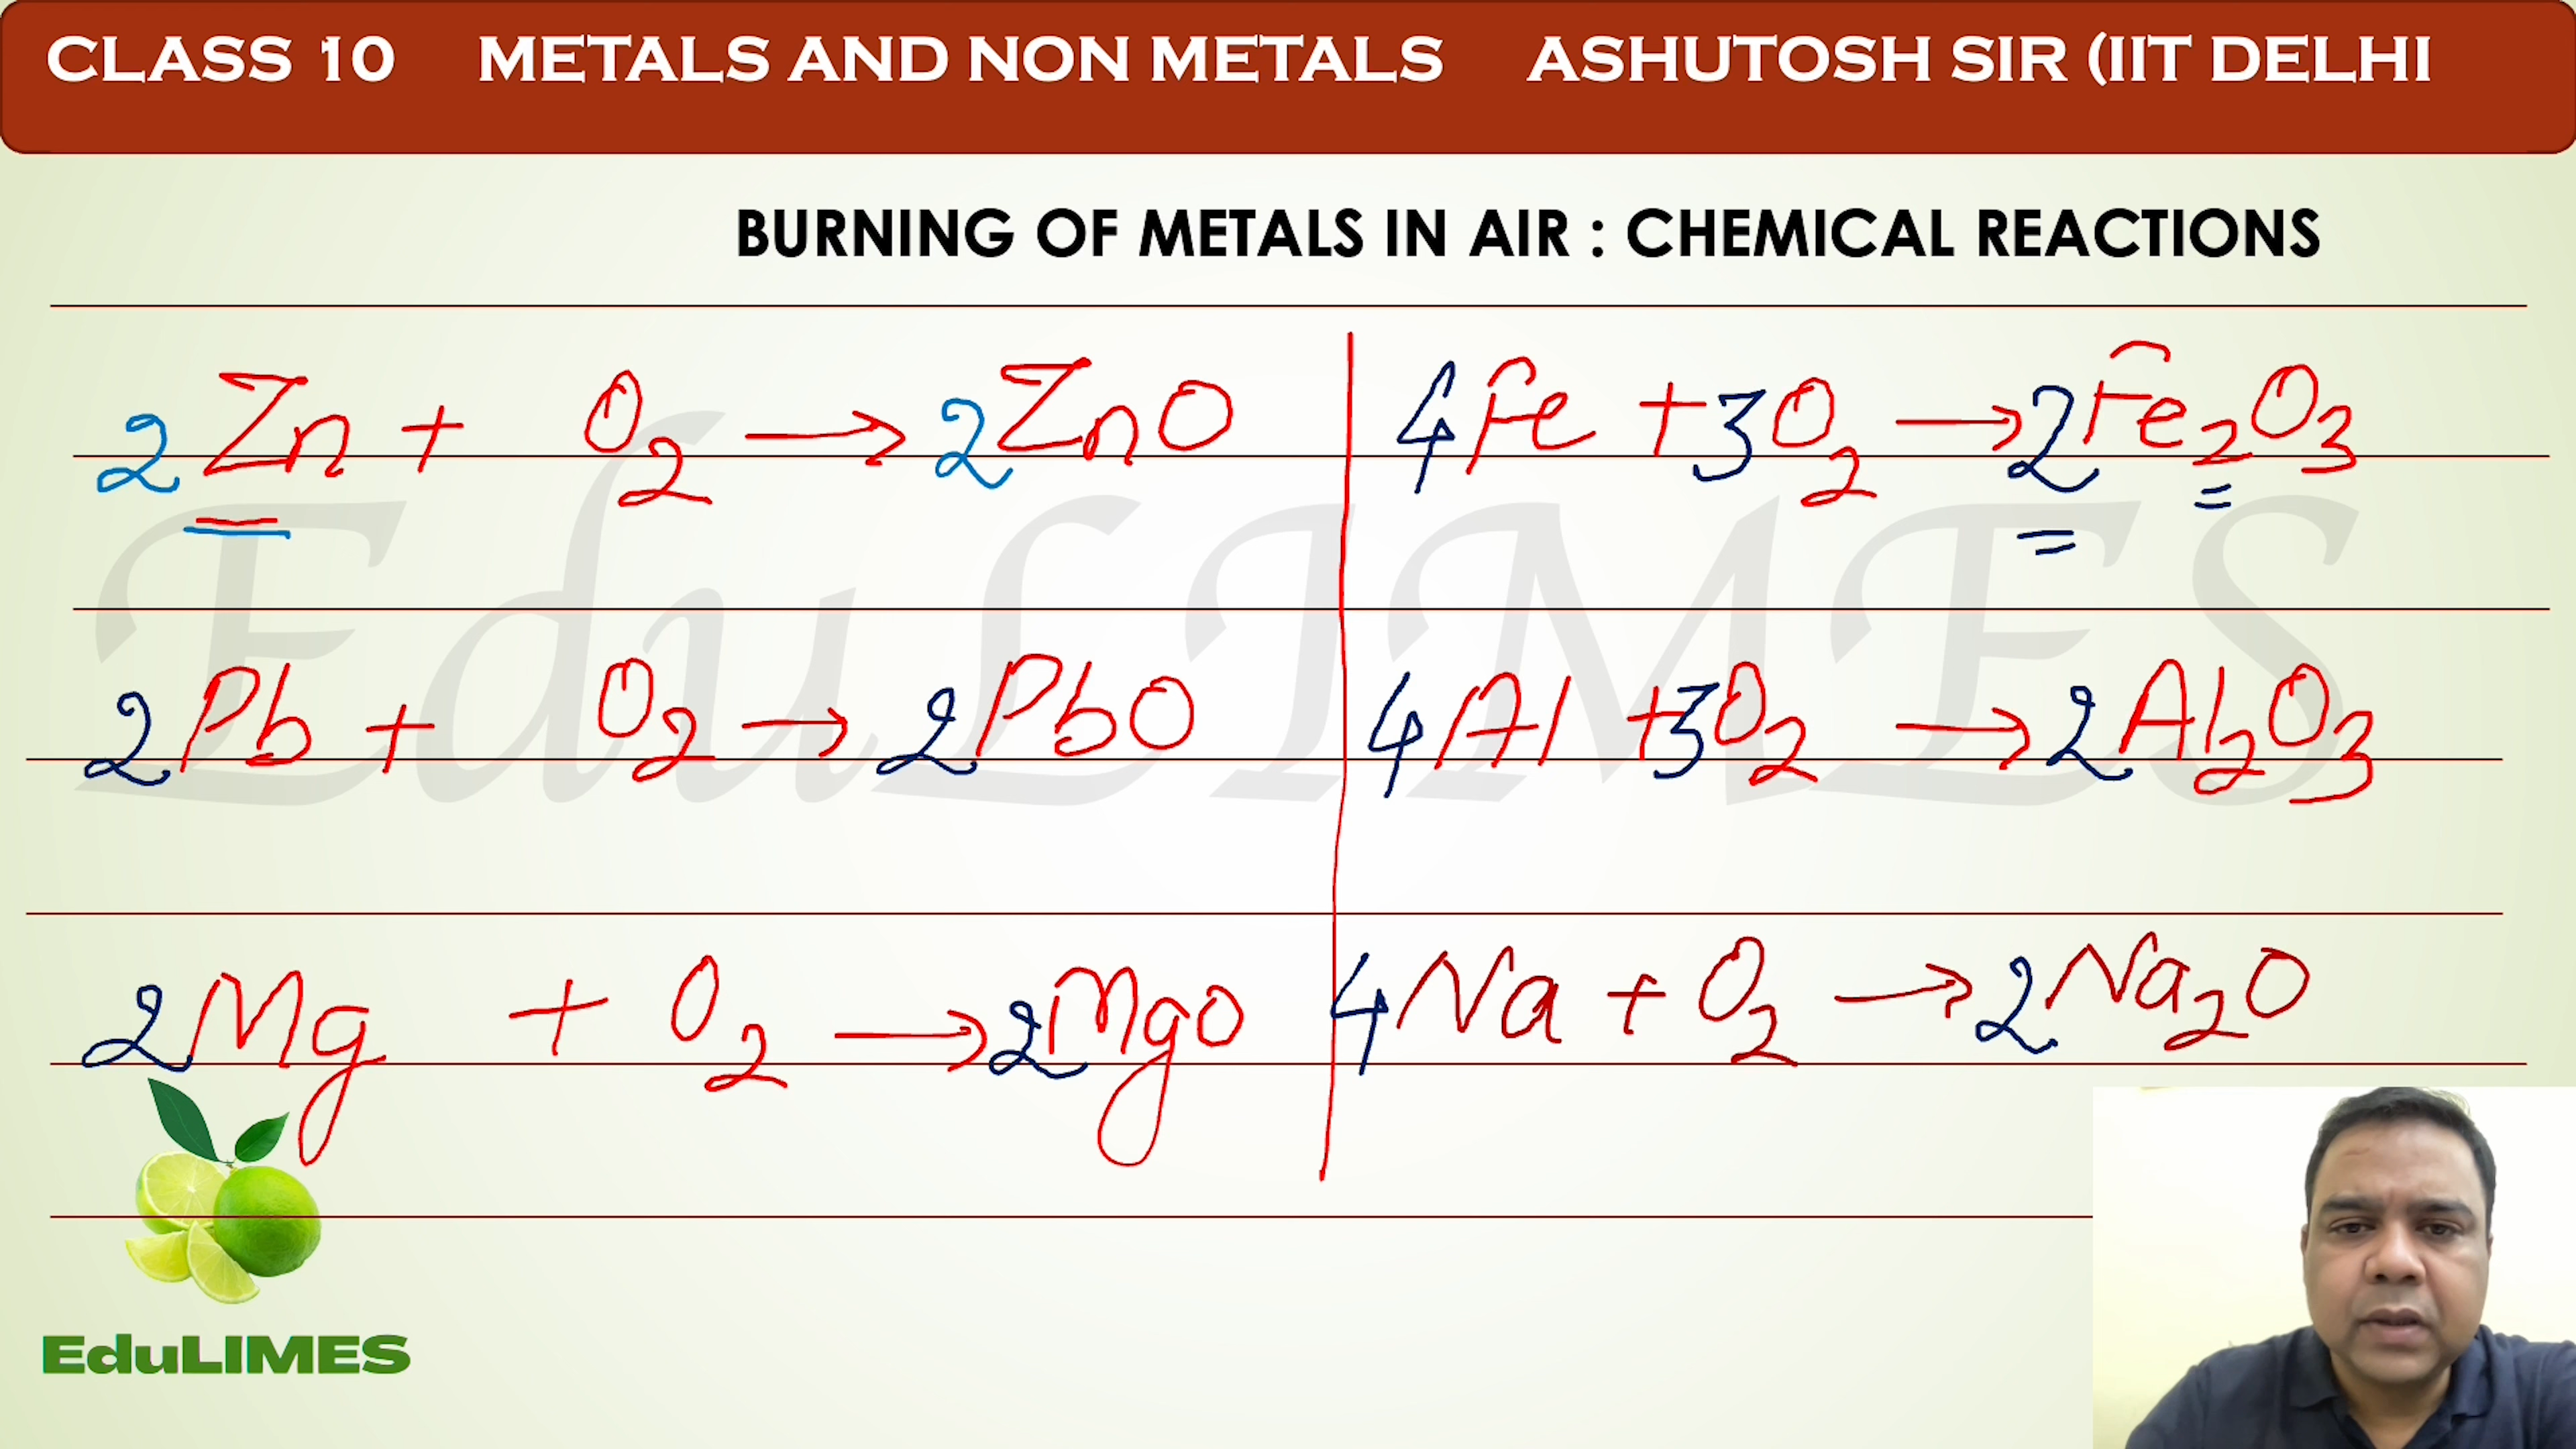 CLASS 10 METALS AND NON METALS ASHUTOSH SIR (IIT DELHI
BURNING OF METALS IN AIR : CHEMICAL REACTIONS
2Zn + O₂ → 2ZnO
4Fe + 3O₂ → 2Fe₂O₃
2Pb + O₂ → 2PbO
4Al + 3O₂ → 2Al₂O₃
2Mg + O₂ → 2MgO
4Na + O₂ → 2Na₂O
EduLIMES
EduLIMES